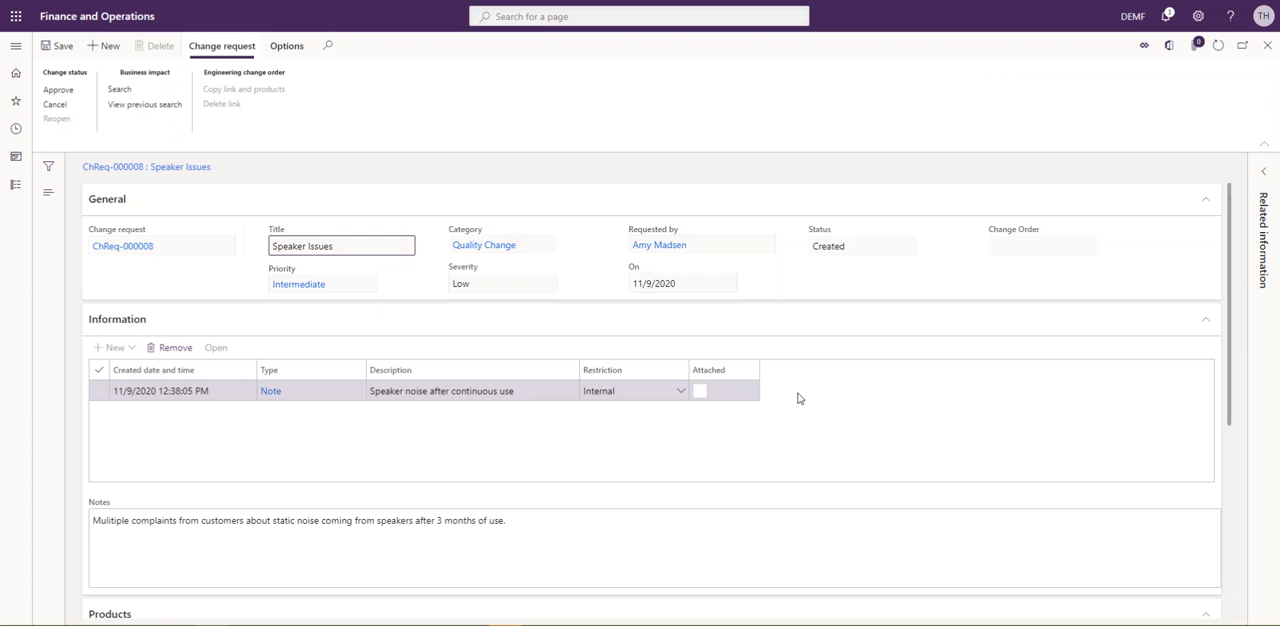 Finance and Operations
Search for a page
DEMF
1
?
TH
Save
New
Delete
Change request
Options
0
Change status
Business impact
Engineering change order
Approve
Search
Copy link and products
Cancel
View previous search
Delete link
Reopen
ChReq-000008 : Speaker Issues
Related information
General
Change request
Title
Category
Requested by
Status
Change Order
ChReq-000008
Speaker Issues
Quality Change
Amy Madsen
Created
Priority
Severity
On
Intermediate
Low
11/9/2020
Information
New
Remove
Open
Created date and time
Type
Description
Restriction
Attached
11/9/2020 12:38:05 PM
Note
Speaker noise after continuous use
Internal
Notes
Mulitiple complaints from customers about static noise coming from speakers after 3 months of use.
Products